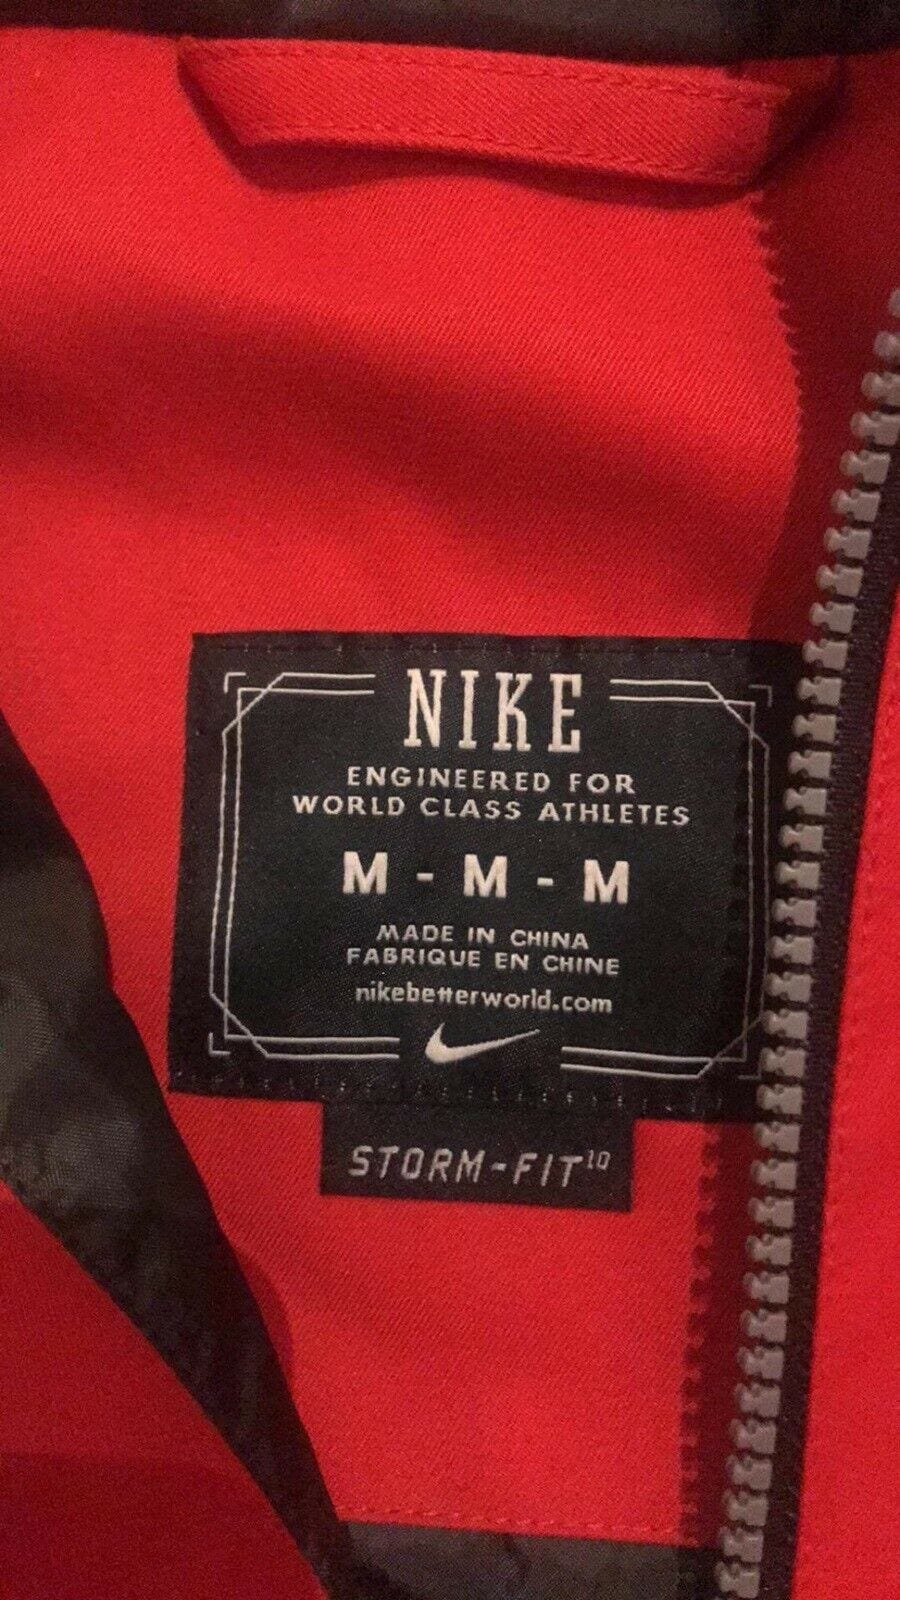 NIKE
ENGINEERED FOR
WORLD CLASS ATHLETES
M - M - M
MADE IN CHINA
FABRIQUE EN CHINE
nikebetterworld.com
STORM-FIT¹⁰